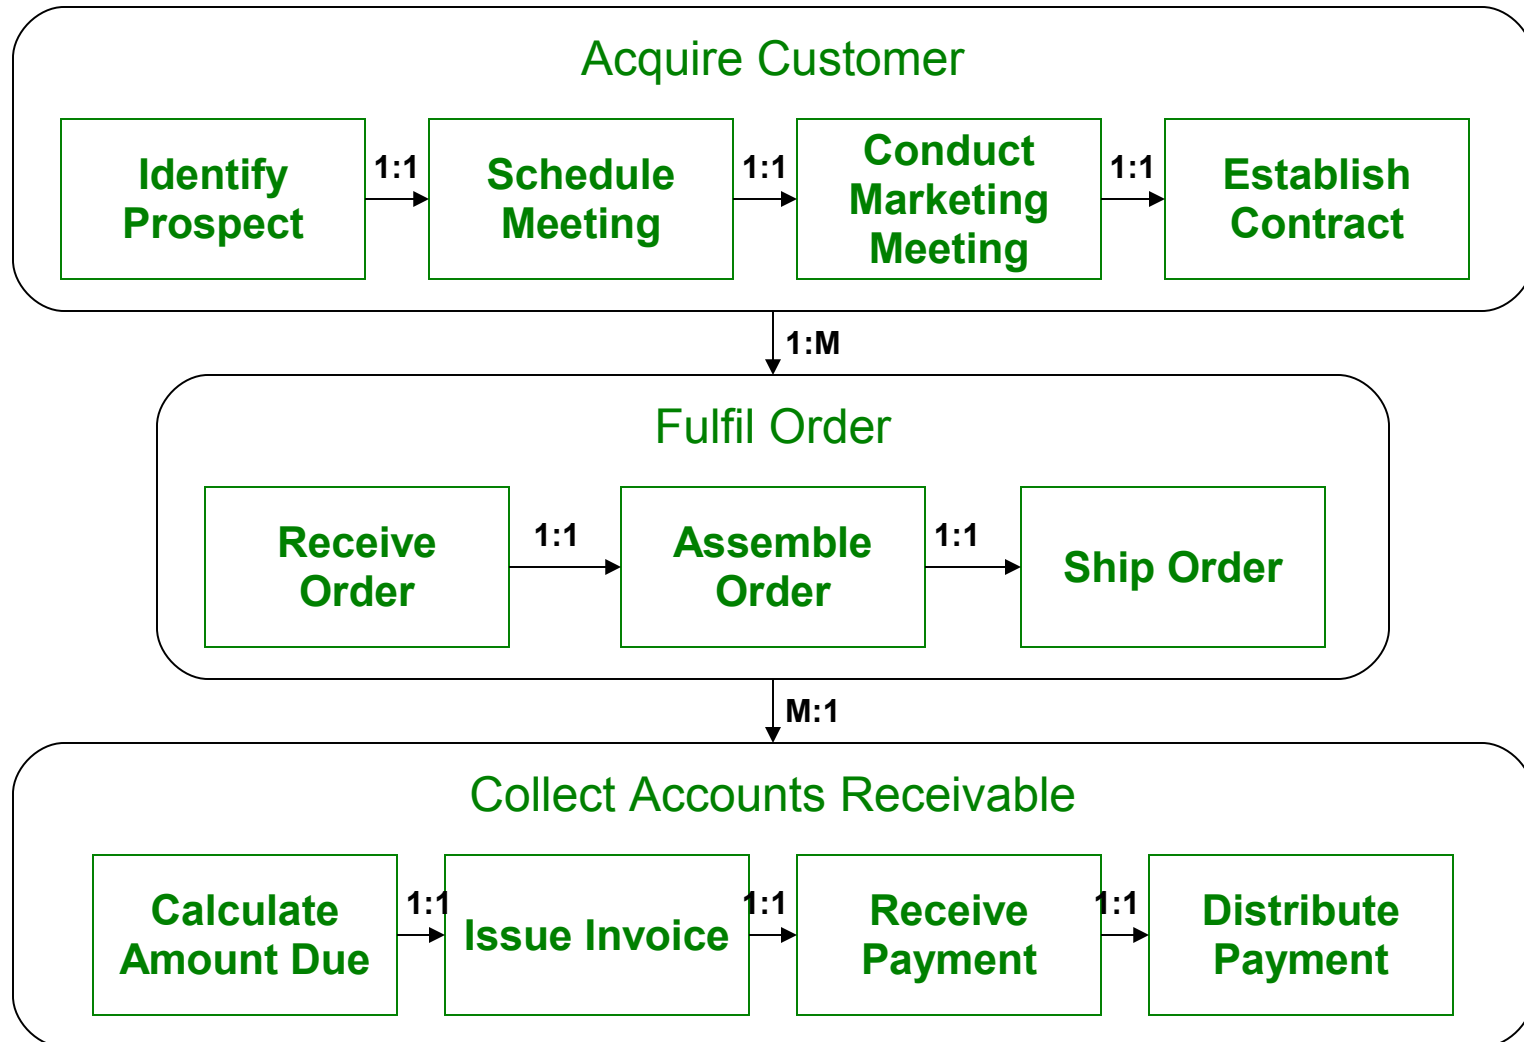 Acquire Customer
Identify
Prospect
1:1
Schedule
Meeting
1:1
Conduct
Marketing
Meeting
1:1
Establish
Contract
1:M
Fulfil Order
Receive
Order
1:1
Assemble
Order
1:1
Ship Order
M:1
Collect Accounts Receivable
Calculate
Amount Due
1:1
Issue Invoice
1:1
Receive
Payment
1:1
Distribute
Payment